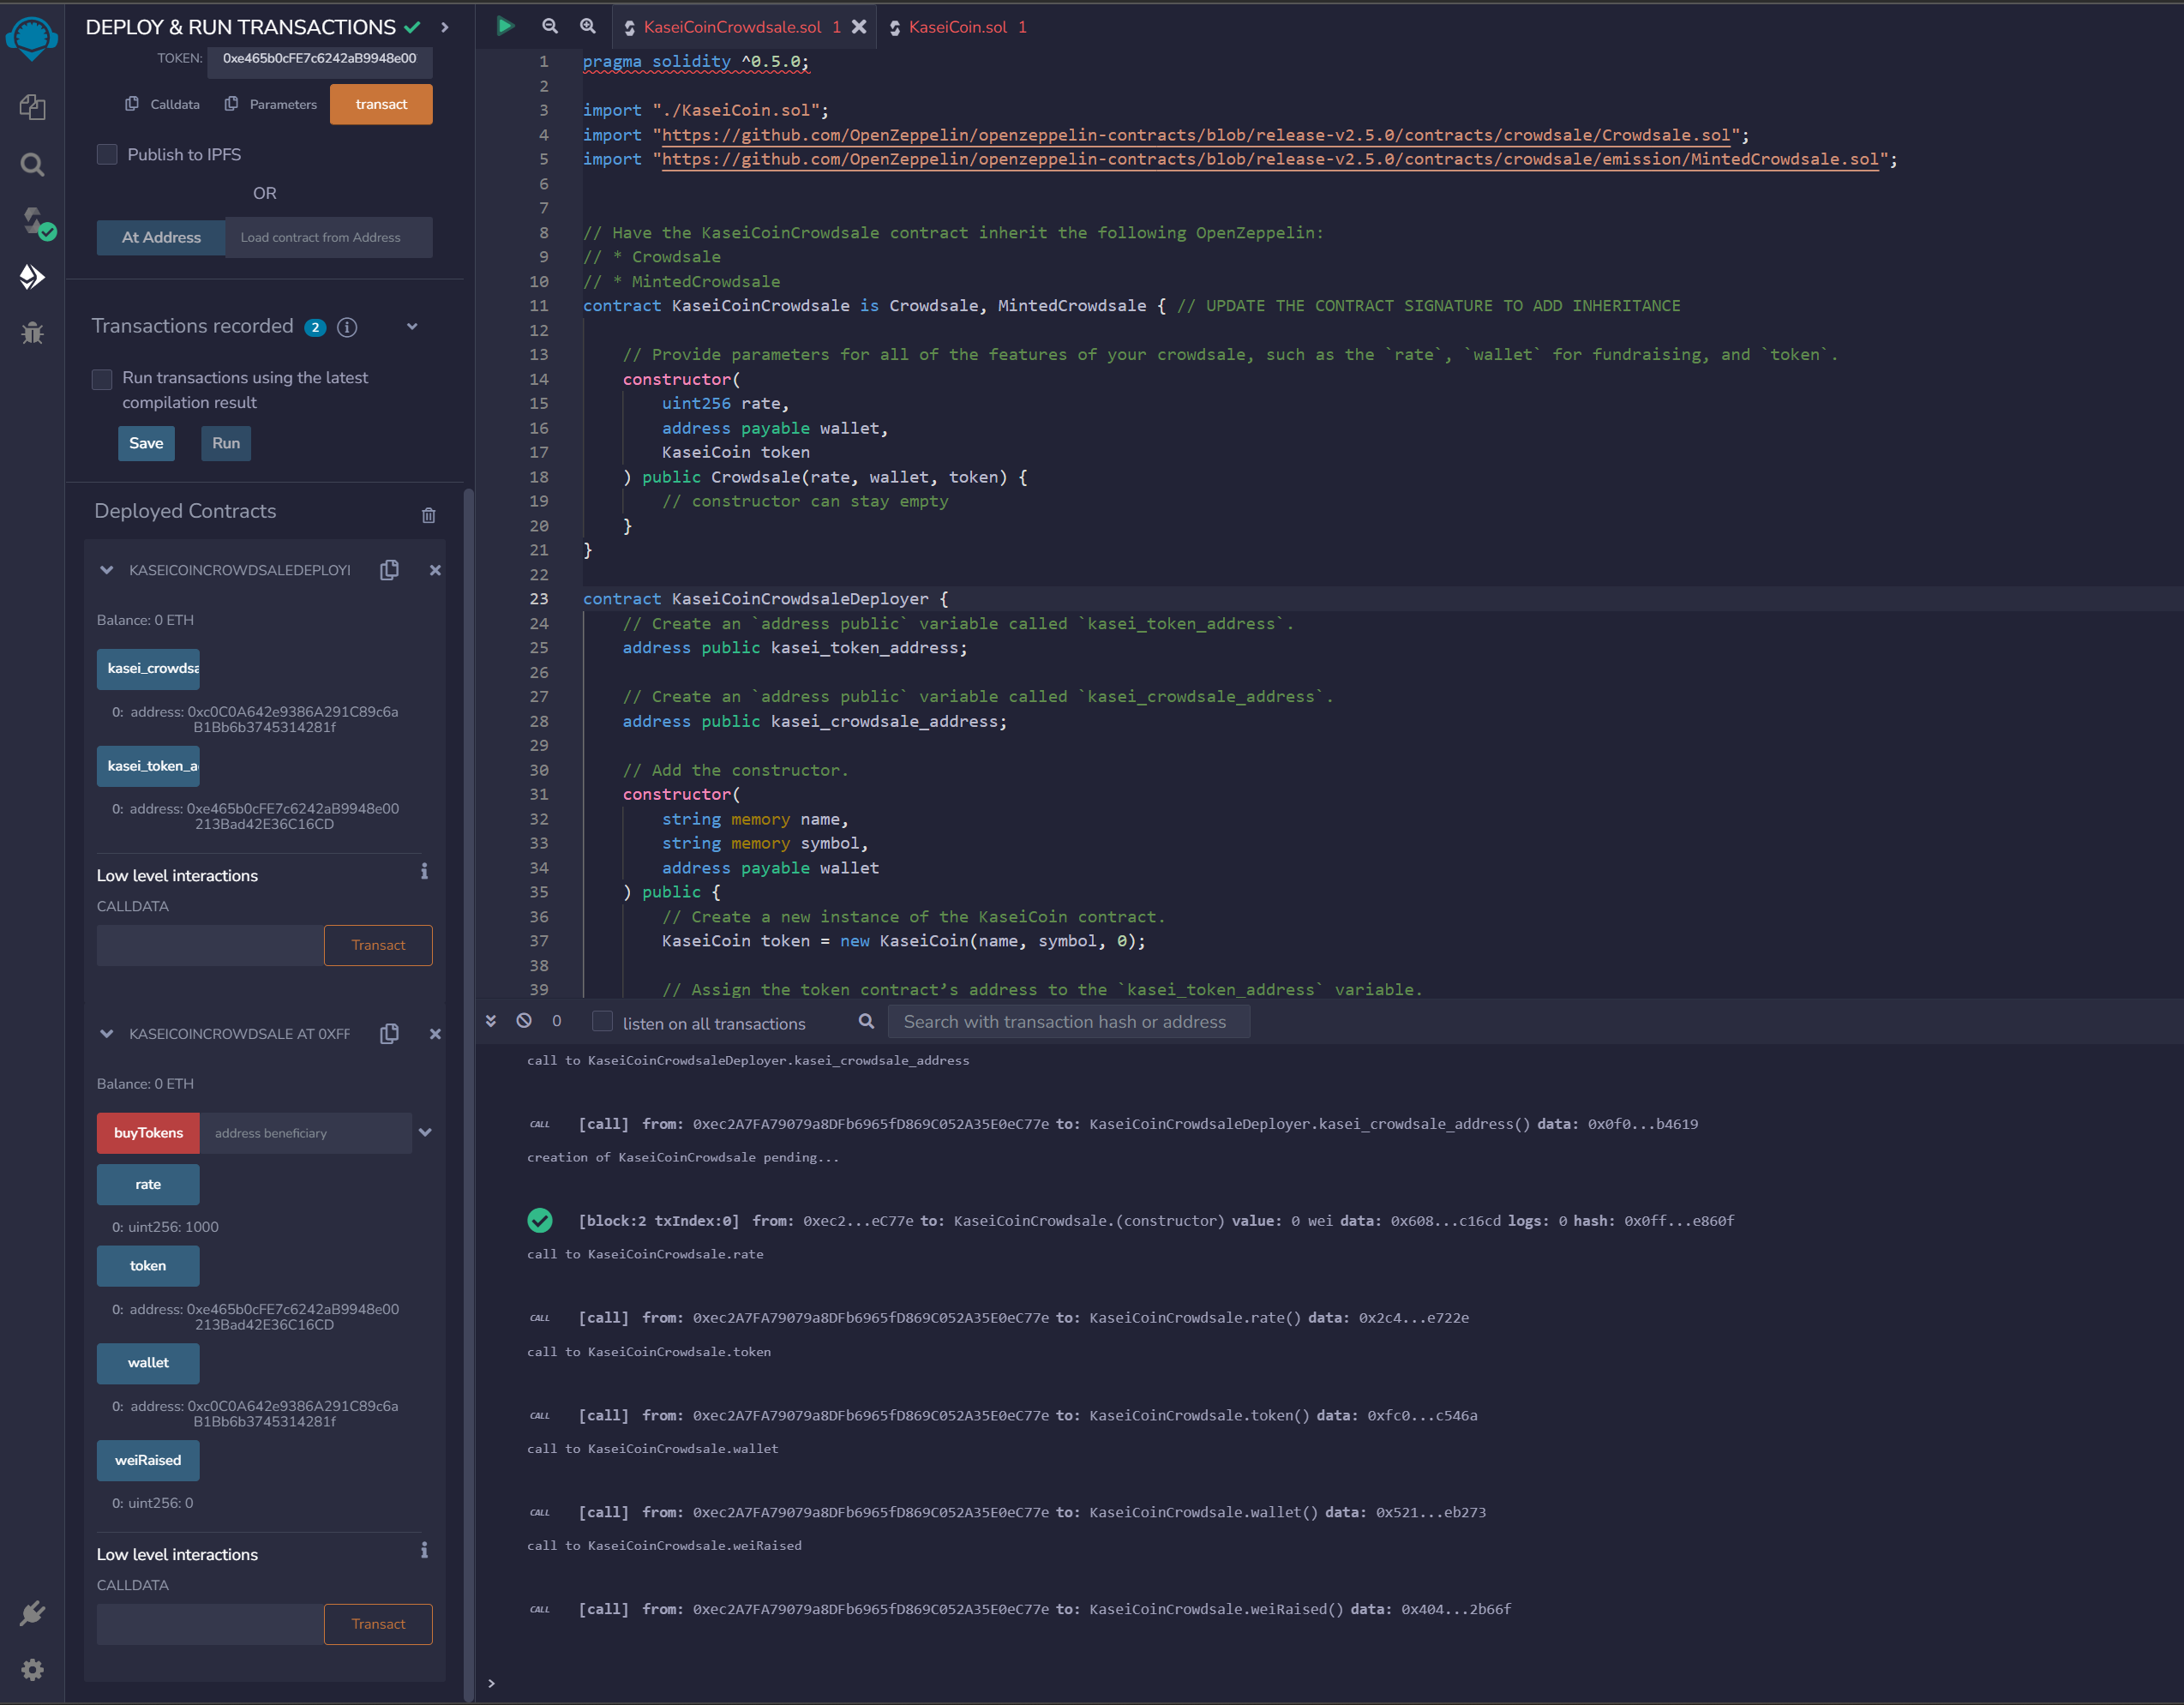 DEPLOY & RUN TRANSACTIONS
TOKEN: 0xe465b0cFE7c6242aB9948e00
Calldata Parameters transact
Publish to IPFS
OR
At Address Load contract from Address
Transactions recorded 2
Run transactions using the latest
compilation result
Save Run
Deployed Contracts
KASEICOINCROWDSALEDEPLOYI
Balance: 0 ETH
kasei_crowdsa
0: address: 0xc0C0A642e9386A291C89c6a
B1Bb6b3745314281f
kasei_token_a
0: address: 0xe465b0cFE7c6242aB9948e00
213Bad42E36C16CD
Low level interactions
CALLDATA
Transact
KASEICOINCROWDSALE AT 0XFF
Balance: 0 ETH
buyTokens address beneficiary
rate
0: uint256: 1000
token
0: address: 0xe465b0cFE7c6242aB9948e00
213Bad42E36C16CD
wallet
0: address: 0xc0C0A642e9386A291C89c6a
B1Bb6b3745314281f
weiRaised
0: uint256: 0
Low level interactions
CALLDATA
Transact
KaseiCoinCrowdsale.sol 1 KaseiCoin.sol 1
1 pragma solidity ^0.5.0;
2
3 import "./KaseiCoin.sol";
4 import "https://github.com/OpenZeppelin/openzeppelin-contracts/blob/release-v2.5.0/contracts/crowdsale/Crowdsale.sol";
5 import "https://github.com/OpenZeppelin/openzeppelin-contracts/blob/release-v2.5.0/contracts/crowdsale/emission/MintedCrowdsale.sol";
6
7
8 // Have the KaseiCoinCrowdsale contract inherit the following OpenZeppelin:
9 // * Crowdsale
10 // * MintedCrowdsale
11 contract KaseiCoinCrowdsale is Crowdsale, MintedCrowdsale { // UPDATE THE CONTRACT SIGNATURE TO ADD INHERITANCE
12
13 // Provide parameters for all of the features of your crowdsale, such as the `rate`, `wallet` for fundraising, and `token`.
14 constructor(
15 uint256 rate,
16 address payable wallet,
17 KaseiCoin token
18 ) public Crowdsale(rate, wallet, token) {
19 // constructor can stay empty
20 }
21 }
22
23 contract KaseiCoinCrowdsaleDeployer {
24 // Create an `address public` variable called `kasei_token_address`.
25 address public kasei_token_address;
26
27 // Create an `address public` variable called `kasei_crowdsale_address`.
28 address public kasei_crowdsale_address;
29
30 // Add the constructor.
31 constructor(
32 string memory name,
33 string memory symbol,
34 address payable wallet
35 ) public {
36 // Create a new instance of the KaseiCoin contract.
37 KaseiCoin token = new KaseiCoin(name, symbol, 0);
38
39 // Assign the token contract’s address to the `kasei_token_address` variable.
0 listen on all transactions Search with transaction hash or address
call to KaseiCoinCrowdsaleDeployer.kasei_crowdsale_address
CALL [call] from: 0xec2A7FA79079a8DFb6965fD869C052A35E0eC77e to: KaseiCoinCrowdsaleDeployer.kasei_crowdsale_address() data: 0x0f0...b4619
creation of KaseiCoinCrowdsale pending...
[block:2 txIndex:0] from: 0xec2...eC77e to: KaseiCoinCrowdsale.(constructor) value: 0 wei data: 0x608...c16cd logs: 0 hash: 0x0ff...e860f
call to KaseiCoinCrowdsale.rate
CALL [call] from: 0xec2A7FA79079a8DFb6965fD869C052A35E0eC77e to: KaseiCoinCrowdsale.rate() data: 0x2c4...e722e
call to KaseiCoinCrowdsale.token
CALL [call] from: 0xec2A7FA79079a8DFb6965fD869C052A35E0eC77e to: KaseiCoinCrowdsale.token() data: 0xfc0...c546a
call to KaseiCoinCrowdsale.wallet
CALL [call] from: 0xec2A7FA79079a8DFb6965fD869C052A35E0eC77e to: KaseiCoinCrowdsale.wallet() data: 0x521...eb273
call to KaseiCoinCrowdsale.weiRaised
CALL [call] from: 0xec2A7FA79079a8DFb6965fD869C052A35E0eC77e to: KaseiCoinCrowdsale.weiRaised() data: 0x404...2b66f
>